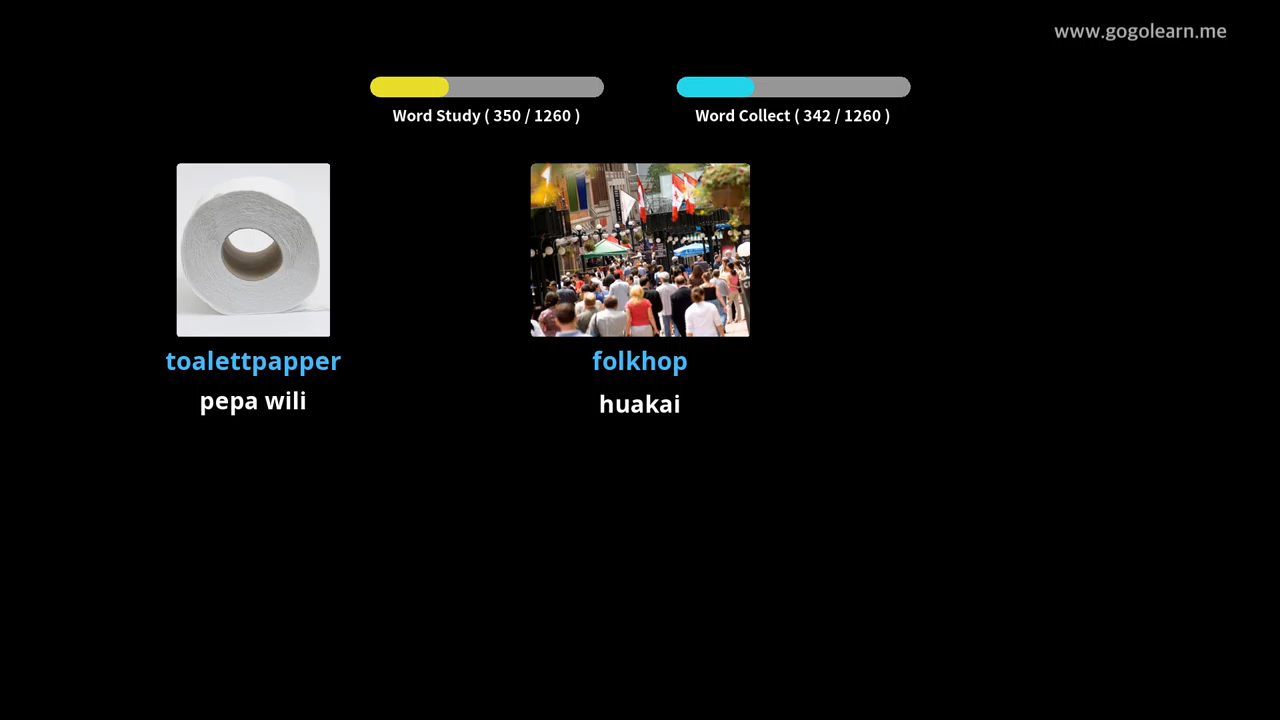 www.gogolearn.me
Word Study ( 350 / 1260 )
Word Collect ( 342 / 1260 )
toalettpapper
pepa wili
folkhop
huakai